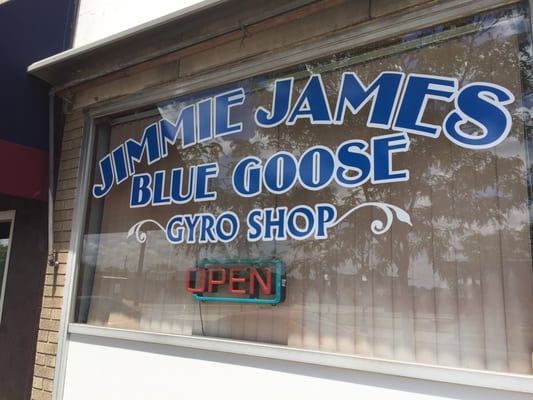 JIMMIE JAMES
BLUE GOOSE
GYRO SHOP
OPEN